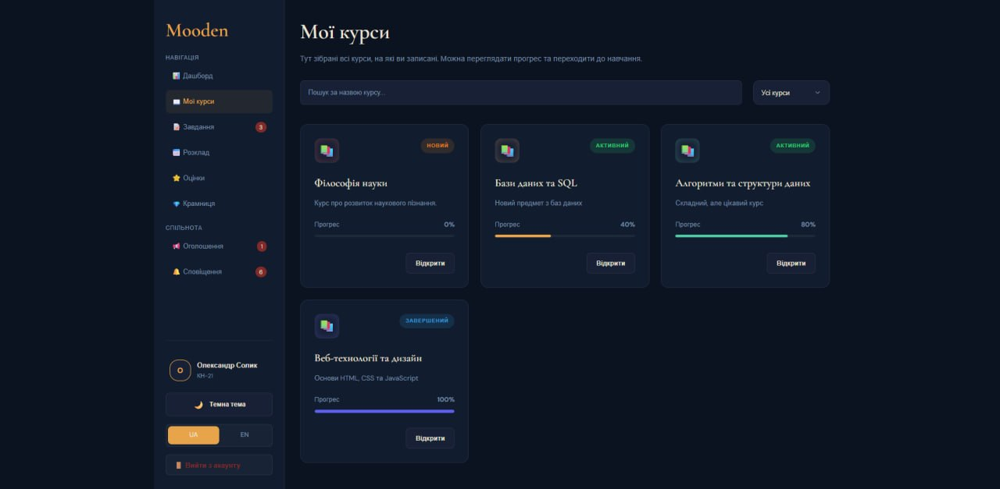 Mooden
НАВІГАЦІЯ
Дашборд
Мої курси
Завдання 3
Розклад
Оцінки
Крамниця
СПІЛЬНОТА
Оголошення 1
Сповіщення 6
О Олександр Солик
КН-21
Темна тема
UA EN
Вийти з акаунту
Мої курси
Тут зібрані всі курси, на які ви записані. Можна переглядати прогрес та переходити до навчання.
Пошук за назвою курсу... Усі курси
НОВИЙ
Філософія науки
Курс про розвиток наукового пізнання.
Прогрес 0%
Відкрити
АКТИВНИЙ
Бази даних та SQL
Новий предмет з баз даних
Прогрес 40%
Відкрити
АКТИВНИЙ
Алгоритми та структури даних
Складний, але цікавий курс
Прогрес 80%
Відкрити
ЗАВЕРШЕНИЙ
Веб-технології та дизайн
Основи HTML, CSS та JavaScript
Прогрес 100%
Відкрити